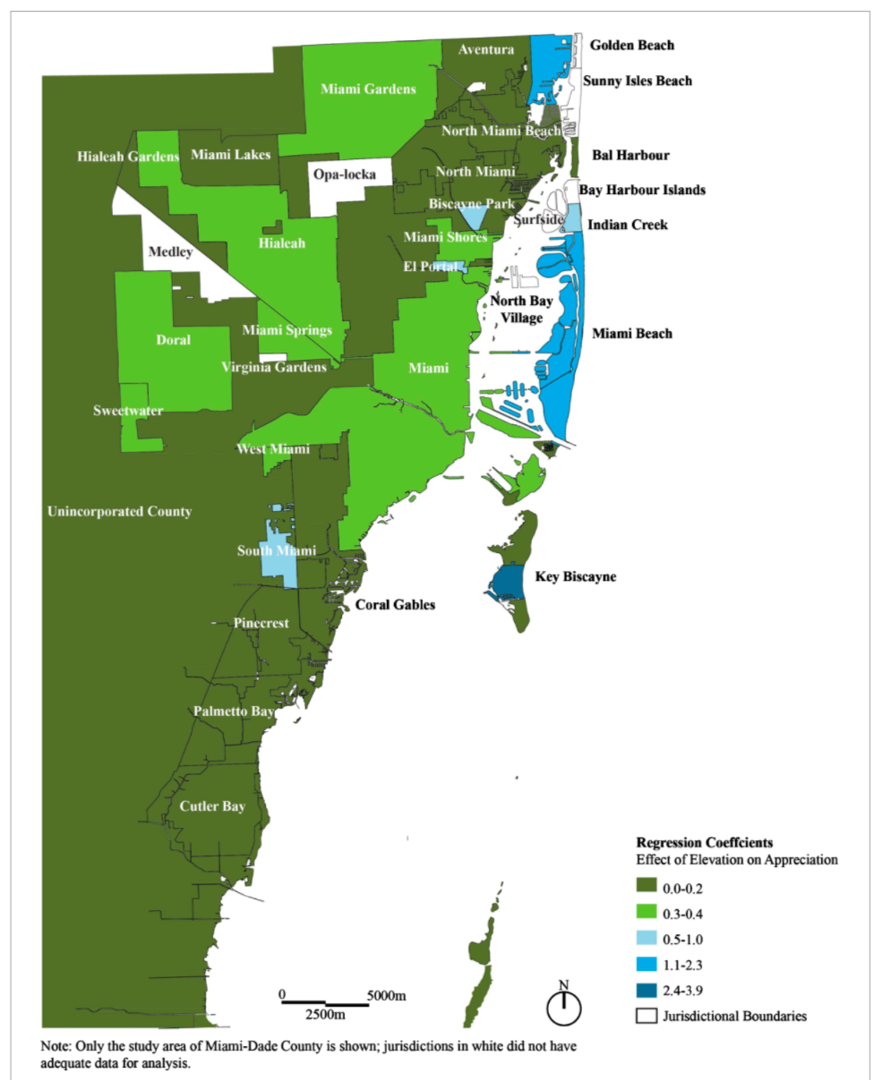 Aventura
Golden Beach
Sunny Isles Beach
Miami Gardens
North Miami Beach
Hialeah Gardens
Miami Lakes
Bal Harbour
Opa-locka
North Miami
Bay Harbour Islands
Biscayne Park
Surfside
Indian Creek
Miami Shores
Hialeah
Medley
El Portal
North Bay
Village
Miami Springs
Miami Beach
Doral
Virginia Gardens
Miami
Sweetwater
West Miami
Unincorporated County
South Miami
Key Biscayne
Coral Gables
Pinecrest
Palmetto Bay
Cutler Bay
Regression Coeffcients
Effect of Elevation on Appreciation
0.0-0.2
0.3-0.4
0.5-1.0
1.1-2.3
2.4-3.9
Jurisdictional Boundaries
N
0 5000m
2500m
Note: Only the study area of Miami-Dade County is shown; jurisdictions in white did not have
adequate data for analysis.